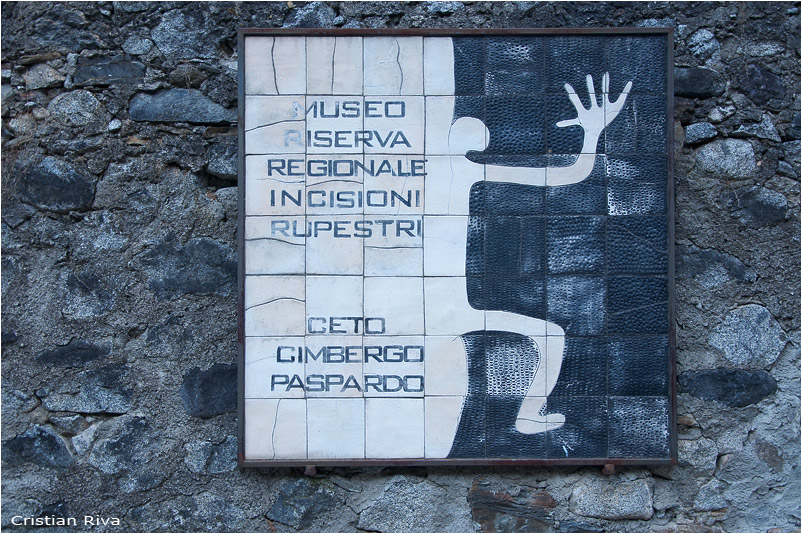 MUSEO
RISERVA
REGIONALE
INCISIONI
RUPESTRI
CETO
CIMBERGO
PASPARDO
Cristian Riva